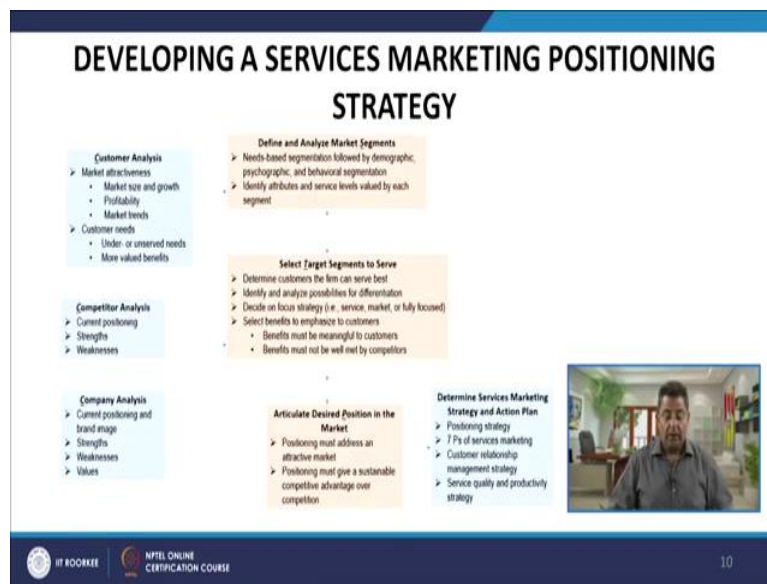 DEVELOPING A SERVICES MARKETING POSITIONING
STRATEGY
Customer Analysis
➢ Market attractiveness
• Market size and growth
• Profitability
• Market trends
➢ Customer needs
• Under- or unserved needs
• More valued benefits
Competitor Analysis
➢ Current positioning
➢ Strengths
➢ Weaknesses
Company Analysis
➢ Current positioning and
brand image
➢ Strengths
➢ Weaknesses
➢ Values
Define and Analyze Market Segments
➢ Needs-based segmentation followed by demographic,
psychographic, and behavioral segmentation
➢ Identify attributes and service levels valued by each
segment
Select Target Segments to Serve
➢ Determine customers the firm can serve best
➢ Identify and analyze possibilities for differentiation
➢ Decide on focus strategy (i.e., service, market, or fully focused)
➢ Select benefits to emphasize to customers
• Benefits must be meaningful to customers
• Benefits must not be well met by competitors
Articulate Desired Position in the
Market
➢ Positioning must address an
attractive market
➢ Positioning must give a sustainable
competitive advantage over
competition
Determine Services Marketing
Strategy and Action Plan
➢ Positioning strategy
➢ 7 Ps of services marketing
➢ Customer relationship
management strategy
➢ Service quality and productivity
strategy
IIT ROORKEE
NPTEL ONLINE
CERTIFICATION COURSE
10